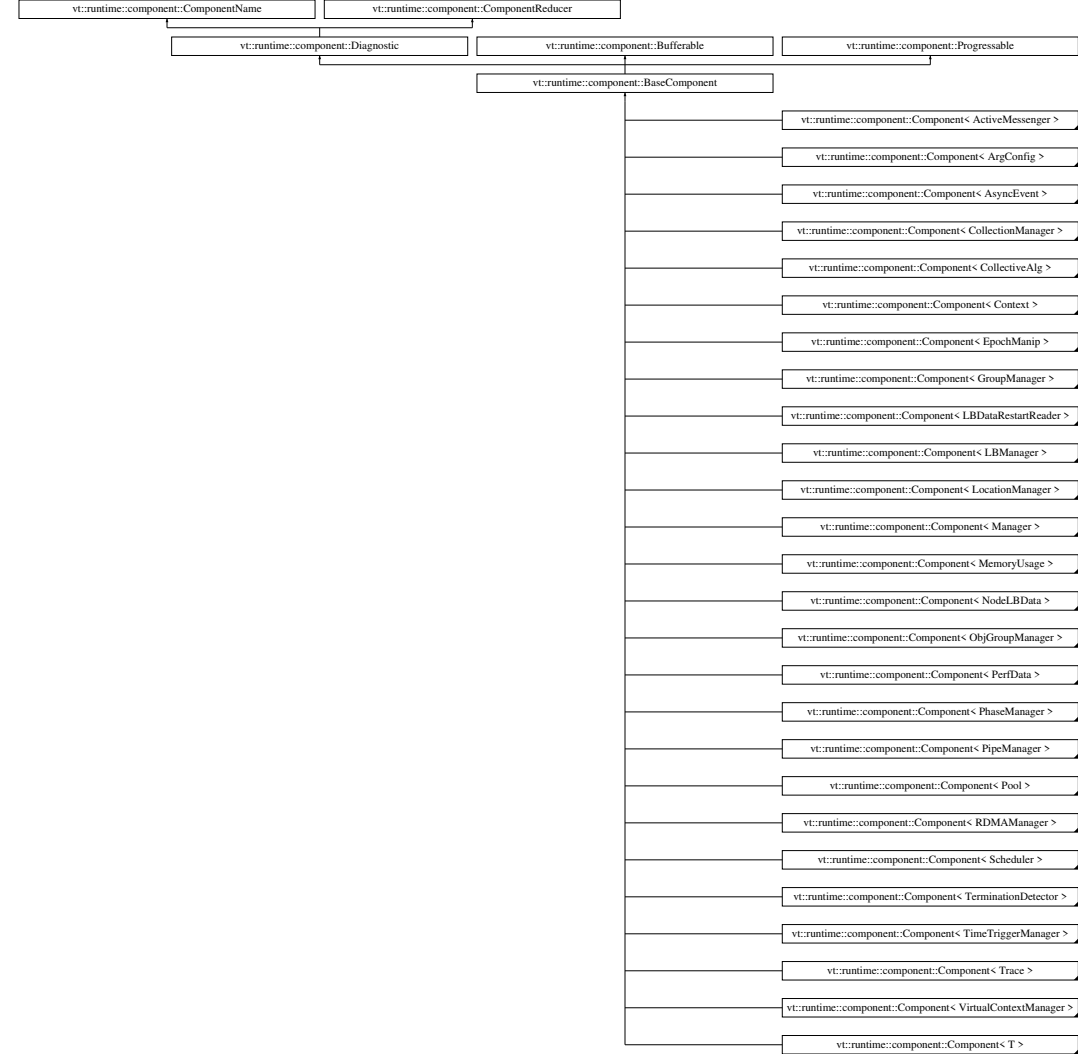 vt::runtime::component::ComponentName
vt::runtime::component::ComponentReducer
vt::runtime::component::Diagnostic
vt::runtime::component::Bufferable
vt::runtime::component::Progressable
vt::runtime::component::BaseComponent
vt::runtime::component::Component< ActiveMessenger >
vt::runtime::component::Component< ArgConfig >
vt::runtime::component::Component< AsyncEvent >
vt::runtime::component::Component< CollectionManager >
vt::runtime::component::Component< CollectiveAlg >
vt::runtime::component::Component< Context >
vt::runtime::component::Component< EpochManip >
vt::runtime::component::Component< GroupManager >
vt::runtime::component::Component< LBDataRestartReader >
vt::runtime::component::Component< LBManager >
vt::runtime::component::Component< LocationManager >
vt::runtime::component::Component< Manager >
vt::runtime::component::Component< MemoryUsage >
vt::runtime::component::Component< NodeLBData >
vt::runtime::component::Component< ObjGroupManager >
vt::runtime::component::Component< PerfData >
vt::runtime::component::Component< PhaseManager >
vt::runtime::component::Component< PipeManager >
vt::runtime::component::Component< Pool >
vt::runtime::component::Component< RDMAManager >
vt::runtime::component::Component< Scheduler >
vt::runtime::component::Component< TerminationDetector >
vt::runtime::component::Component< TimeTriggerManager >
vt::runtime::component::Component< Trace >
vt::runtime::component::Component< VirtualContextManager >
vt::runtime::component::Component< T >